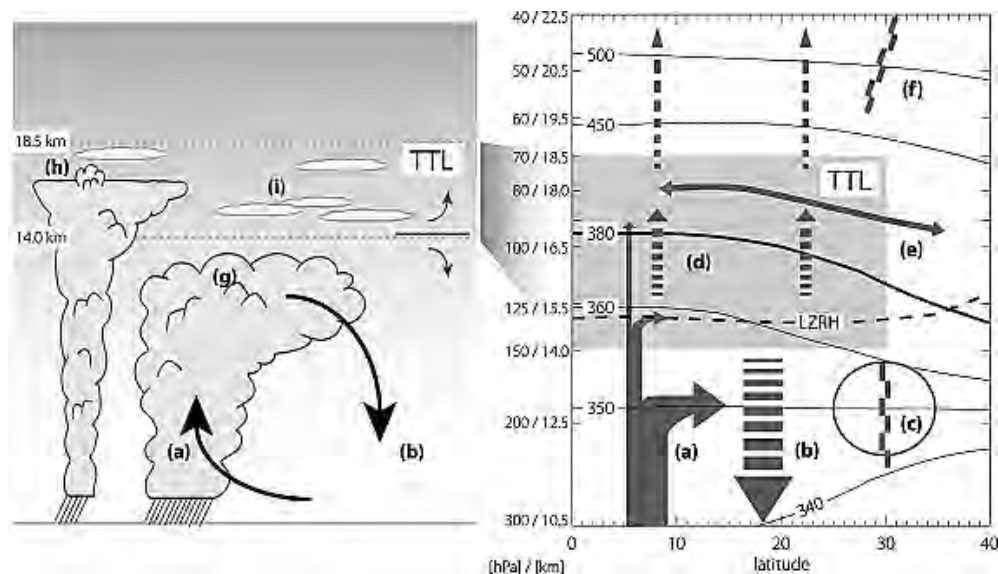 18.5 km
(h)
TTL
(i)
14.0 km
(g)
(a)
(b)
40 / 22.5
500
50 / 20.5
(f)
60 / 19.5
450
70 / 18.5
TTL
80 / 18.0
(e)
380
100 / 16.5
(d)
125 / 15.5
360
LZRH
150 / 14.0
350
200 / 12.5
(a)
(b)
(c)
340
300 / 10.5
0
10
20
30
40
[hPa] / [km]
latitude